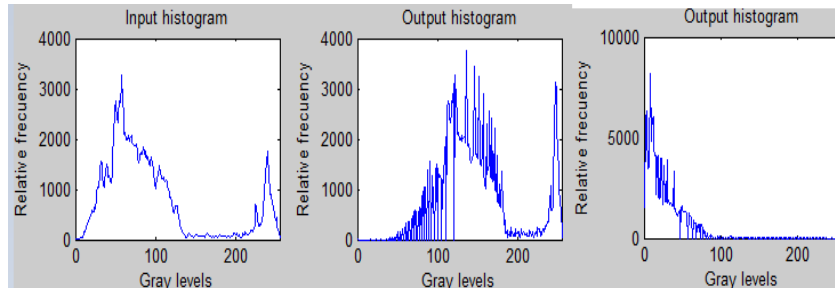 Input histogram
Relative frecuency
4000
3000
2000
1000
0
0 100 200
Gray levels
Output histogram
Relative frecuency
4000
3000
2000
1000
0
0 100 200
Gray levels
Output histogram
Relative frecuency
10000
5000
0
0 100 200
Gray levels